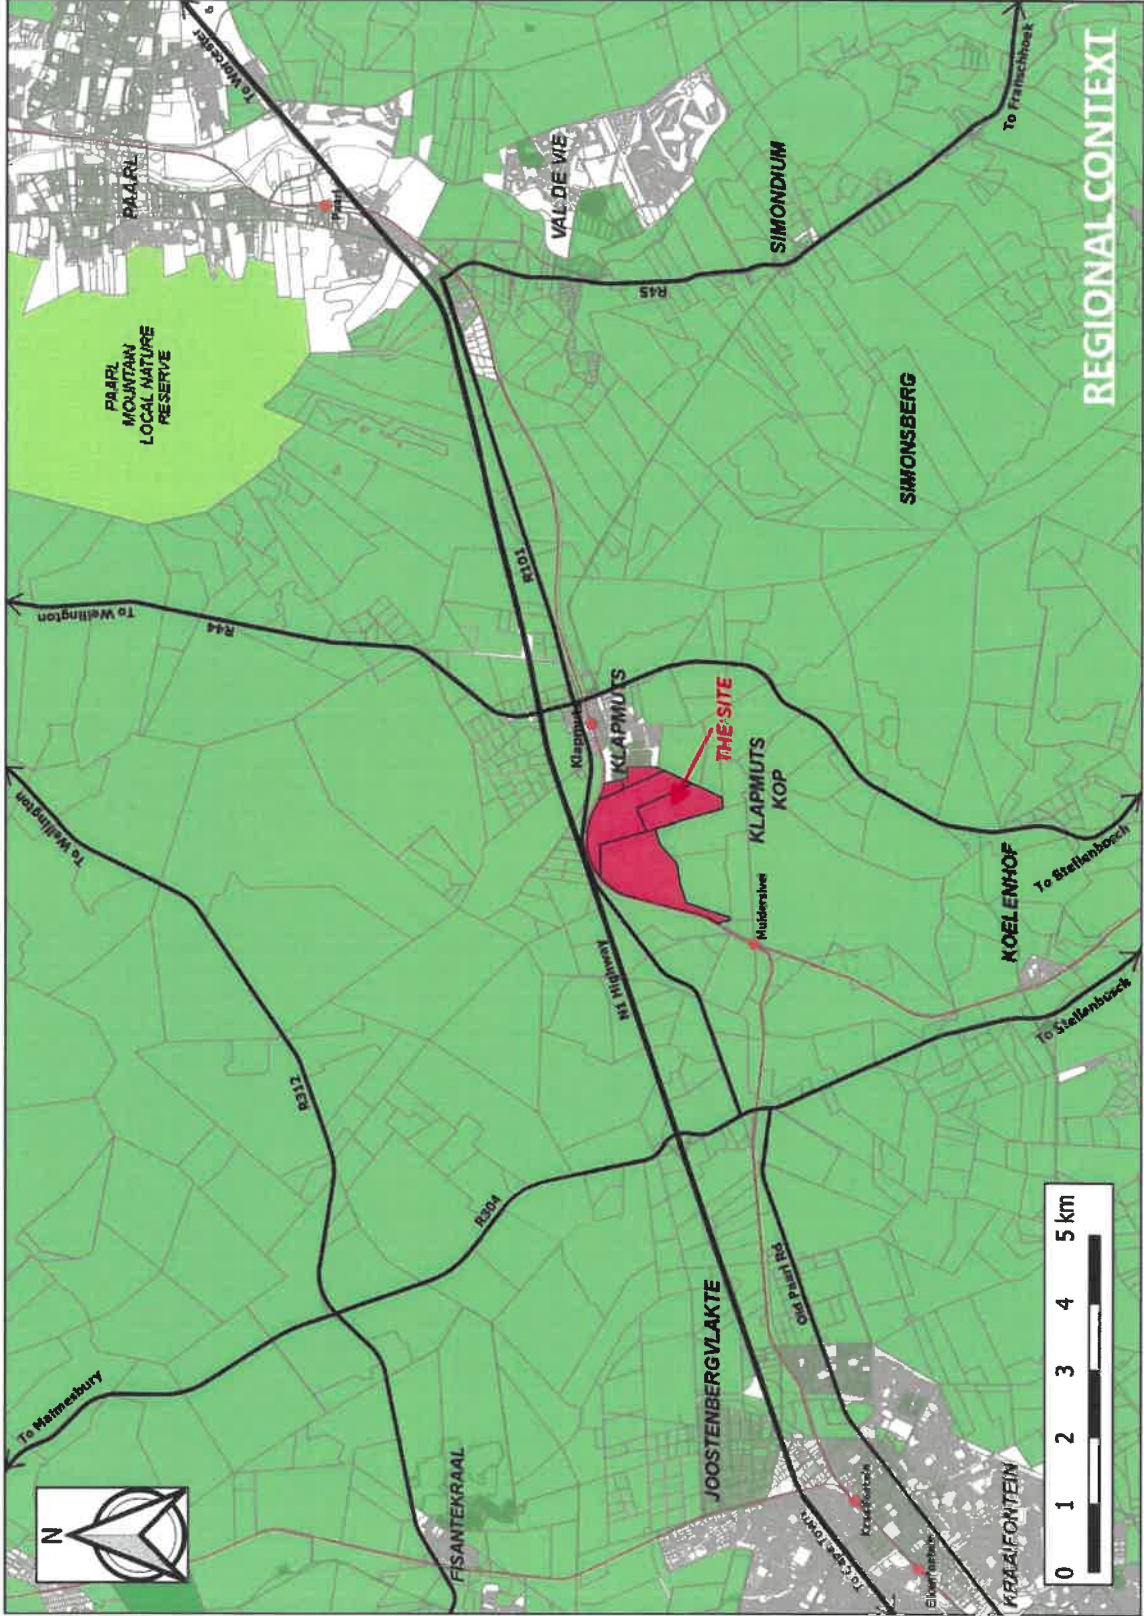 N
To Malmesbury
To Wellington
To Wellington
R44
R312
R304
PAARL
MOUNTAIN
LOCAL NATURE
RESERVE
PAARL
Paarl
To Worcester
R101
R45
VAL DE VIE
SIMONDIUM
To Franschhoek
SIMONSBERG
Klapmuts
KLAPMUTS
THE SITE
KLAPMUTS
KOP
N1 Highway
Muldersvlei
KOELENHOF
To Stellenbosch
To Stellenbosch
FISANTEKRAAL
JOOSTENBERGVLAKTE
Old Paarl Rd
To Cape Town
KRAAIFONTEIN
0 1 2 3 4 5 km
REGIONAL CONTEXT